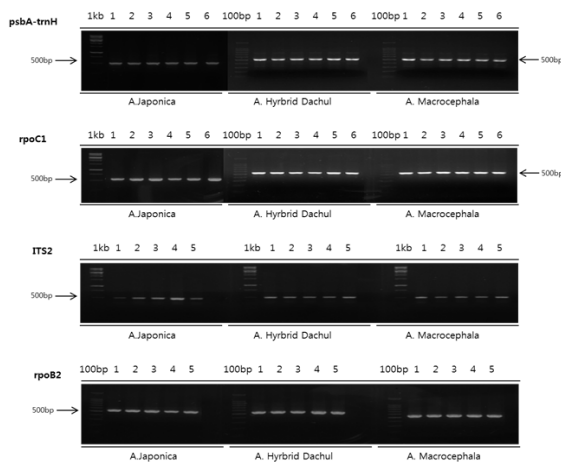 psbA-trnH
1kb 1 2 3 4 5 6 100bp 1 2 3 4 5 6 100bp 1 2 3 4 5 6
500bp 500bp
A.Japonica A. Hyrbrid Dachul A. Macrocephala
rpoC1
1kb 1 2 3 4 5 6 100bp 1 2 3 4 5 6 100bp 1 2 3 4 5 6
500bp 500bp
A.Japonica A. Hyrbrid Dachul A. Macrocephala
ITS2
1kb 1 2 3 4 5 1kb 1 2 3 4 5 1kb 1 2 3 4 5
500bp
A.Japonica A. Hybrid Dachul A. Macrocephala
rpoB2
100bp 1 2 3 4 5 100bp 1 2 3 4 5 100bp 1 2 3 4 5
500bp
A.Japonica A. Hybrid Dachul A. Macrocephala